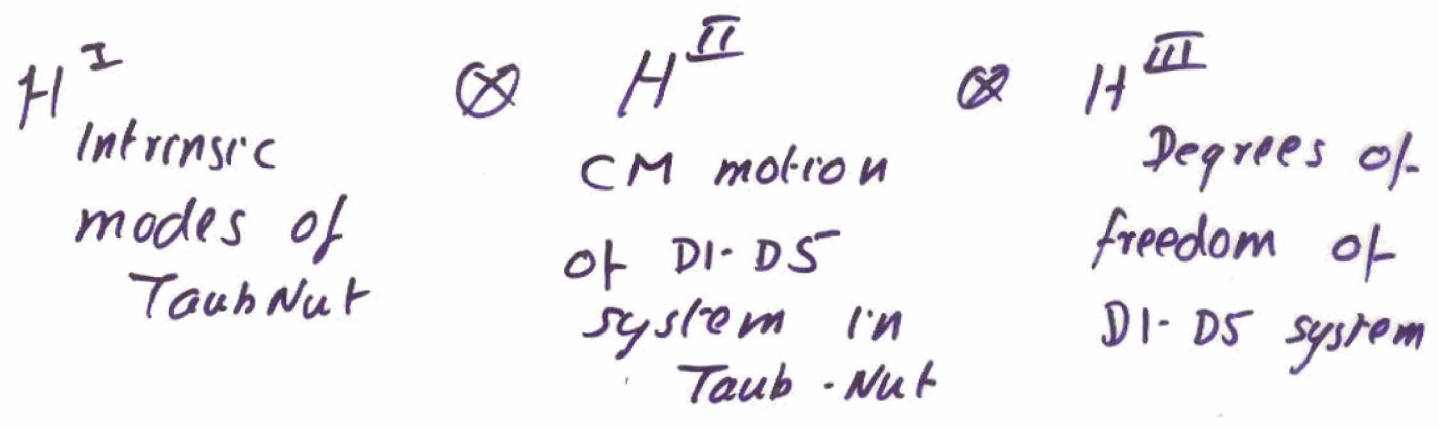 H^I ⊗ H^II ⊗ H^III
Intrinsic
modes of
TaubNut
CM motion
of D1-D5
system in
Taub-Nut
Degrees of
freedom of
D1-D5 system